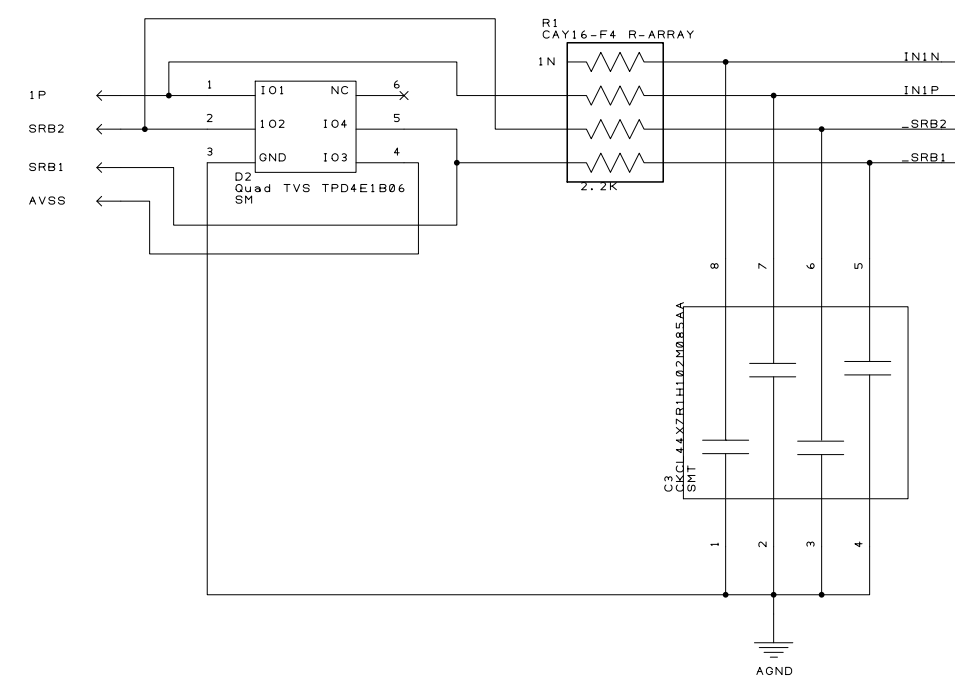 R1
CAY16-F4 R-ARRAY
1N
IN1N
1P
1
IO1
NC
6
IN1P
SRB2
2
IO2
IO4
5
_SRB2
SRB1
3
GND
IO3
4
_SRB1
D2
Quad TVS TPD4E1B06
SM
2.2K
AVSS
8
7
6
5
C3
CKCL44X7R1H102M085AA
SMT
1
2
3
4
AGND